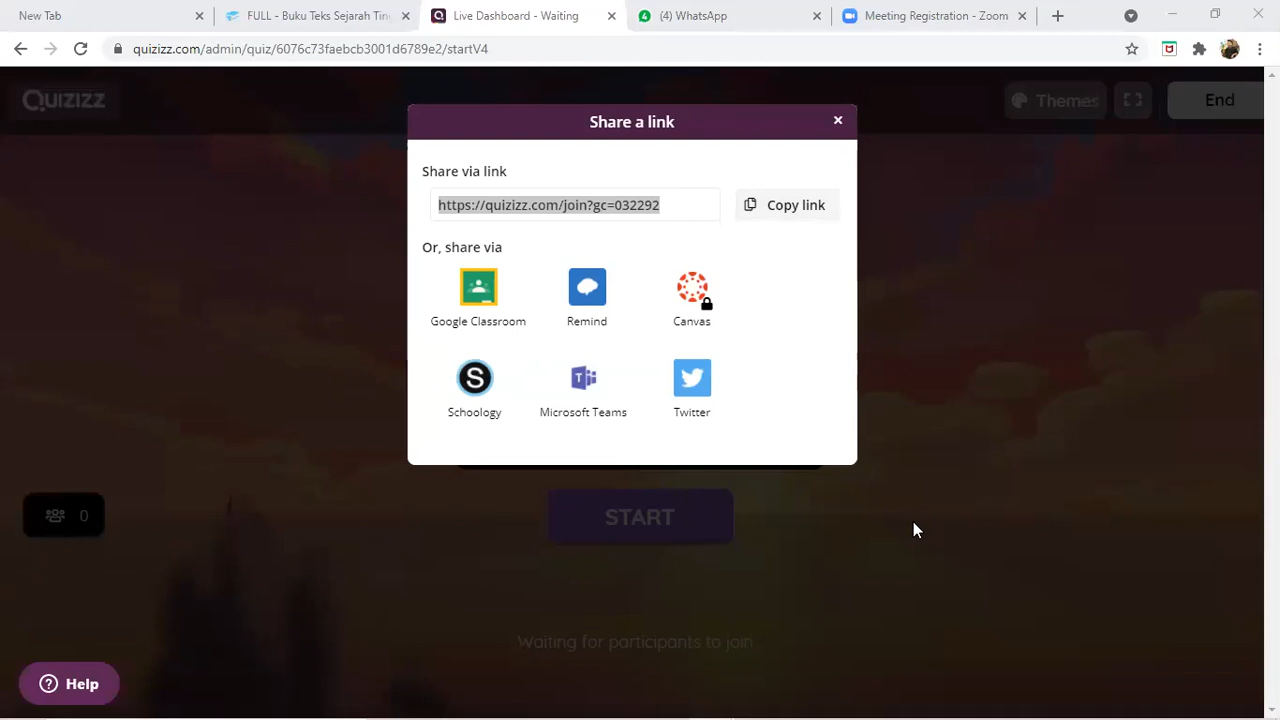 New Tab
FULL - Buku Teks Sejarah Ting
Live Dashboard - Waiting
(4) WhatsApp
Meeting Registration - Zoom
quizizz.com/admin/quiz/6076c73faebcb3001d6789e2/startV4
Quizizz
Themes
End
Share a link
Share via link
https://quizizz.com/join?gc=032292
Copy link
Or, share via
Google Classroom
Remind
Canvas
Schoology
Microsoft Teams
Twitter
0
START
Waiting for participants to join
Help